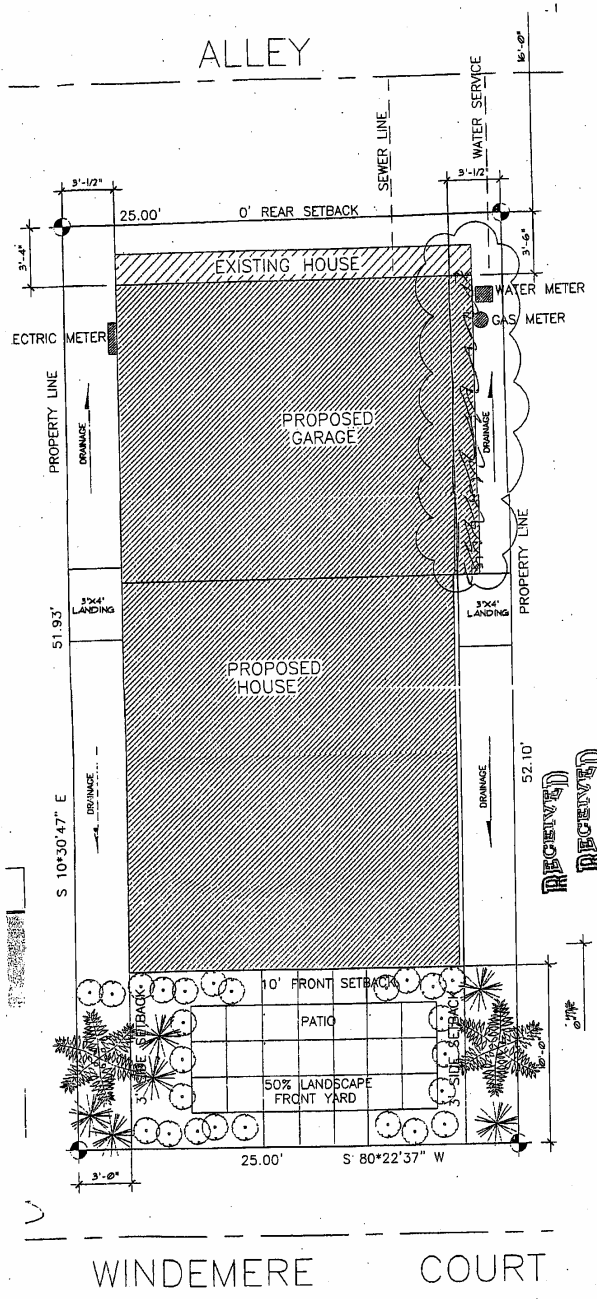 ALLEY
16'-0"
SEWER LINE
WATER SERVICE
3'-1/2"
3'-1/2"
25.00'
0' REAR SETBACK
3'-4"
3'-6"
EXISTING HOUSE
WATER METER
GAS METER
ECTRIC METER
PROPOSED
GARAGE
PROPERTY LINE
DRAINAGE
DRAINAGE
PROPERTY LINE
3'X4'
LANDING
3'X4'
LANDING
51.93'
PROPOSED
HOUSE
52.10'
DRAINAGE
DRAINAGE
S 10*30'47" E
RECEIVED
RECEIVED
10' FRONT SETBACK
PATIO
3' SIDE SETBACK
3' SIDE SETBACK
50% LANDSCAPE
FRONT YARD
25.00'
S 80*22'37" W
3'-0"
WINDEMERE COURT